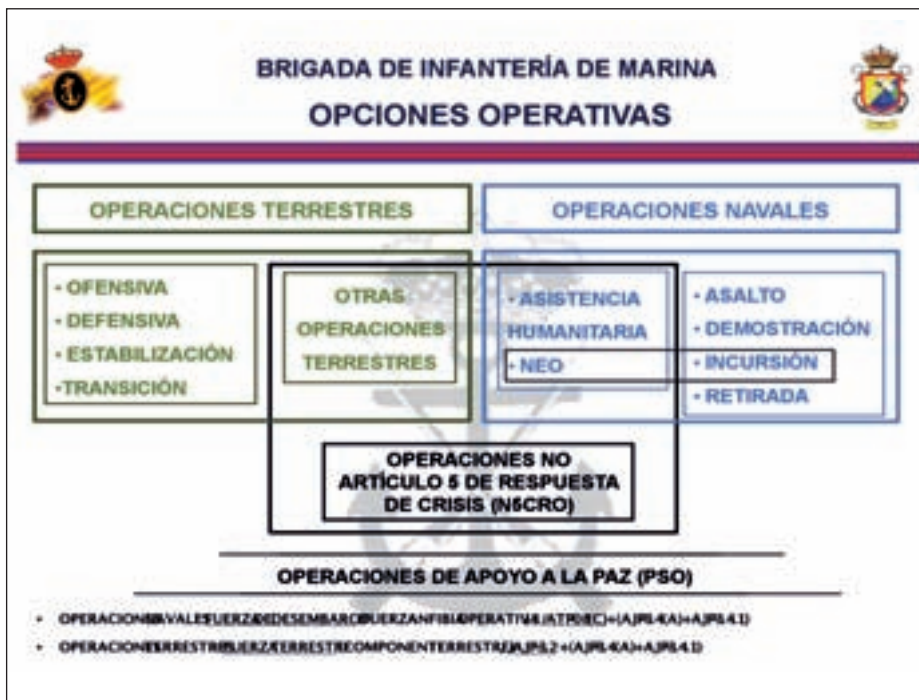 BRIGADA DE INFANTERÍA DE MARINA
OPCIONES OPERATIVAS
OPERACIONES TERRESTRES
OPERACIONES NAVALES
• OFENSIVA
• DEFENSIVA
• ESTABILIZACIÓN
•TRANSICIÓN
OTRAS
OPERACIONES
TERRESTRES
• ASISTENCIA
HUMANITARIA
• NEO
• ASALTO
• DEMOSTRACIÓN
• INCURSIÓN
• RETIRADA
OPERACIONES NO
ARTÍCULO 5 DE RESPUESTA
DE CRISIS (N5CRO)
OPERACIONES DE APOYO A LA PAZ (PSO)